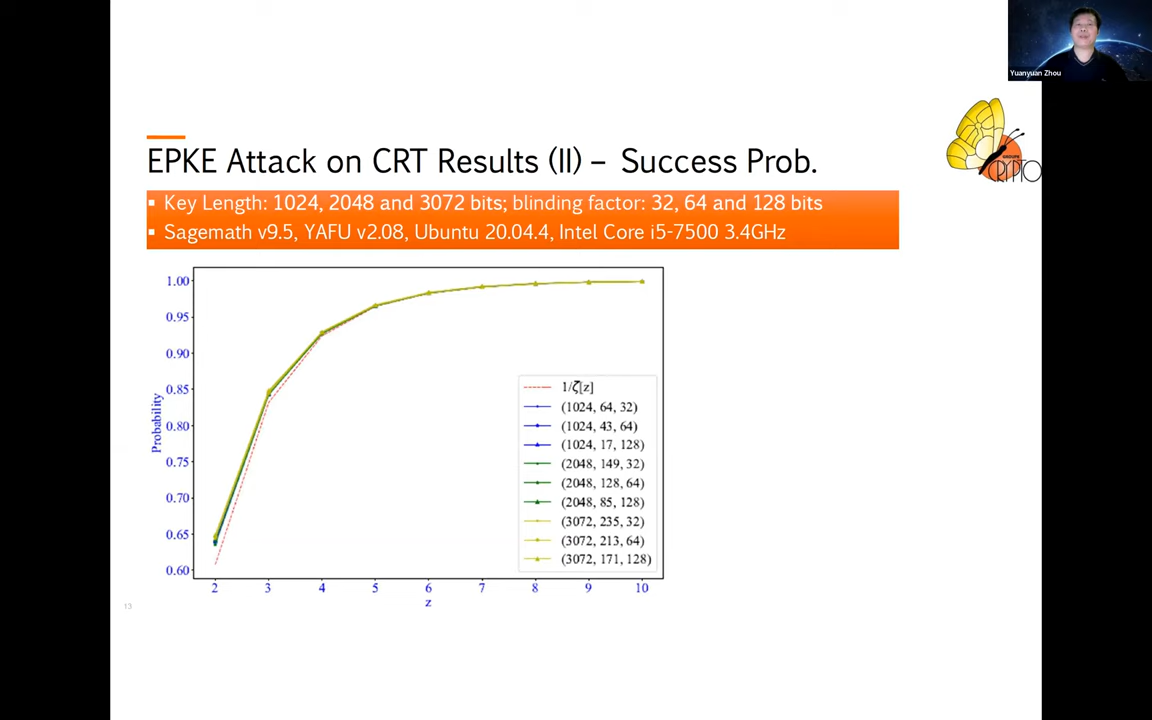 Yuanyuan Zhou
GROUPE
CRYPTO
EPKE Attack on CRT Results (II) – Success Prob.
▪ Key Length: 1024, 2048 and 3072 bits; blinding factor: 32, 64 and 128 bits
▪ Sagemath v9.5, YAFU v2.08, Ubuntu 20.04.4, Intel Core i5-7500 3.4GHz
1.00
0.95
0.90
0.85
0.80
0.75
0.70
0.65
0.60
Probability
1/ζ[z]
(1024, 64, 32)
(1024, 43, 64)
(1024, 17, 128)
(2048, 149, 32)
(2048, 128, 64)
(2048, 85, 128)
(3072, 235, 32)
(3072, 213, 64)
(3072, 171, 128)
2 3 4 5 6 7 8 9 10
z
13